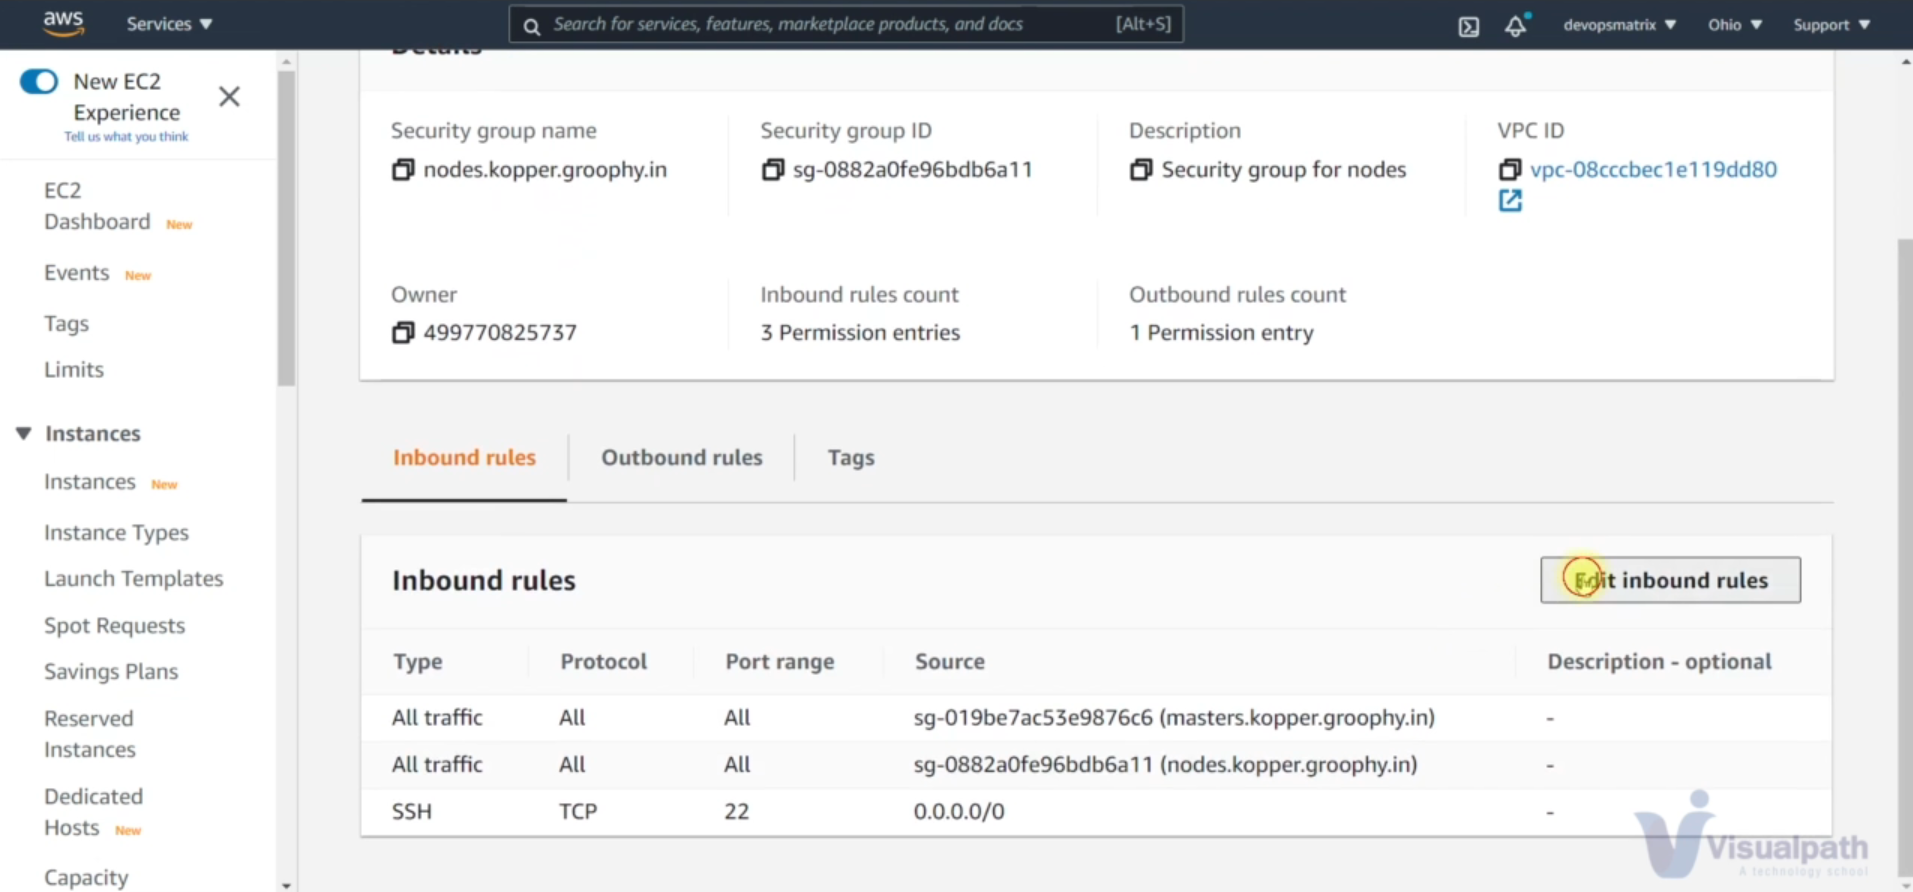 aws
Services
Search for services, features, marketplace products, and docs
[Alt+S]
devopsmatrix
Ohio
Support
New EC2
Experience
Tell us what you think
EC2
Dashboard New
Events New
Tags
Limits
Instances
Instances New
Instance Types
Launch Templates
Spot Requests
Savings Plans
Reserved
Instances
Dedicated
Hosts New
Capacity
Details
Security group name
nodes.kopper.groophy.in
Security group ID
sg-0882a0fe96bdb6a11
Description
Security group for nodes
VPC ID
vpc-08cccbec1e119dd80
Owner
499770825737
Inbound rules count
3 Permission entries
Outbound rules count
1 Permission entry
Inbound rules
Outbound rules
Tags
Inbound rules
Edit inbound rules
Type Protocol Port range Source Description - optional
All traffic All All sg-019be7ac53e9876c6 (masters.kopper.groophy.in) -
All traffic All All sg-0882a0fe96bdb6a11 (nodes.kopper.groophy.in) -
SSH TCP 22 0.0.0.0/0 -
Visualpath
A technology school